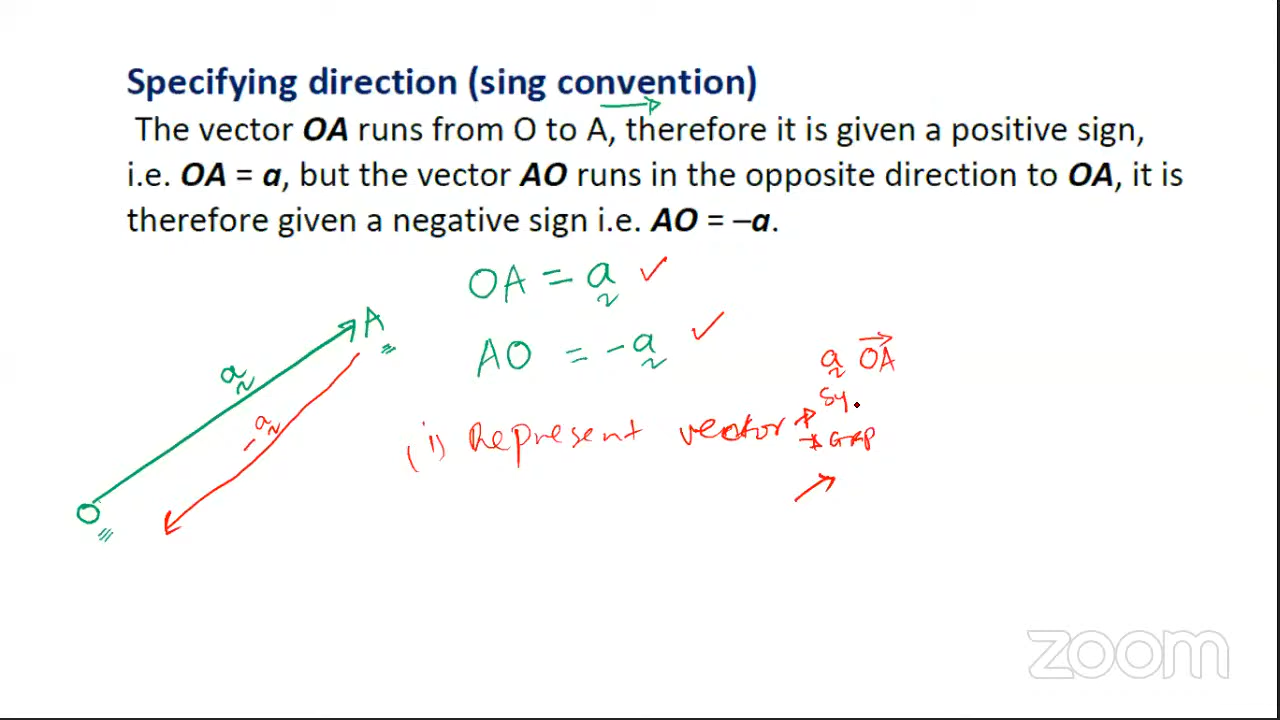 Specifying direction (sing convention)
The vector OA runs from O to A, therefore it is given a positive sign,
i.e. OA = a, but the vector AO runs in the opposite direction to OA, it is
therefore given a negative sign i.e. AO = –a.
OA = a ✓
A
AO = -a ✓
a
a OA
-a
Sy
(i) Represent vector
GRP
O
zoom